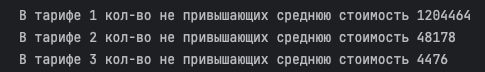 В тарифе 1 кол-во не привышающих среднюю стоимость 1204464
В тарифе 2 кол-во не привышающих среднюю стоимость 48178
В тарифе 3 кол-во не привышающих среднюю стоимость 4476